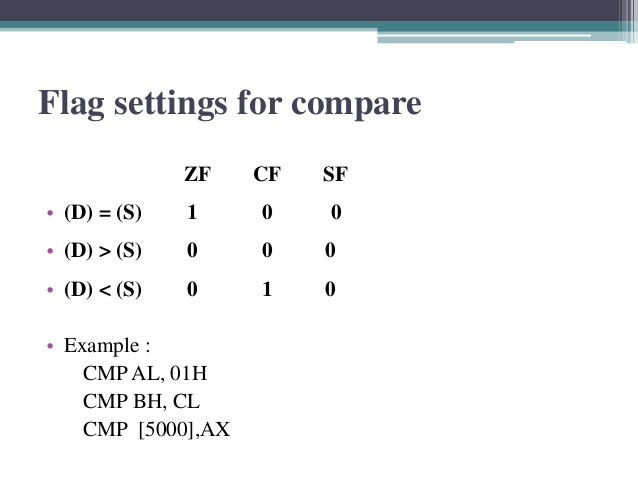 Flag settings for compare
ZF CF SF
• (D) = (S) 1 0 0
• (D) > (S) 0 0 0
• (D) < (S) 0 1 0
• Example :
CMP AL, 01H
CMP BH, CL
CMP [5000],AX